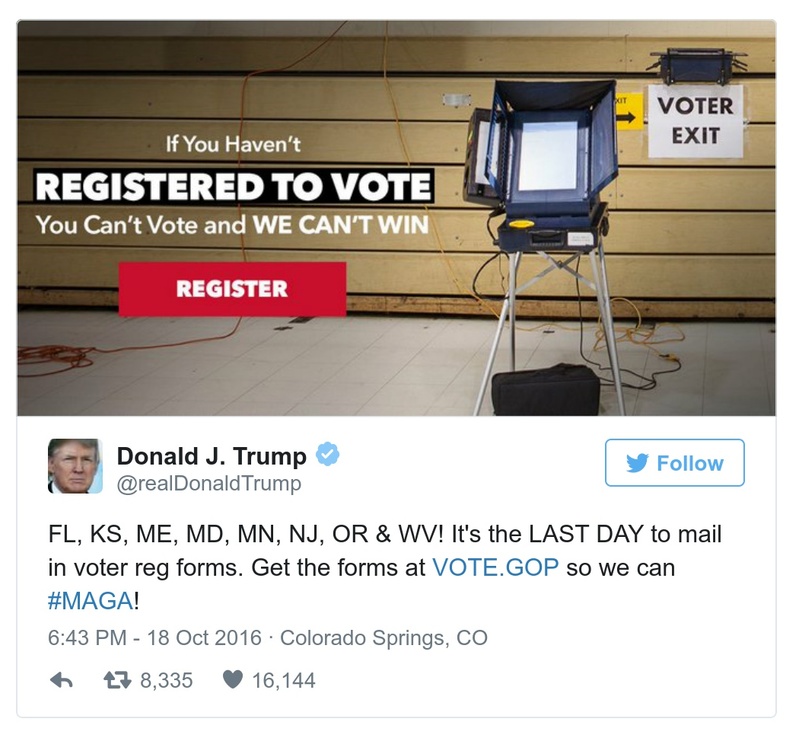 If You Haven't
REGISTERED TO VOTE
You Can't Vote and WE CAN'T WIN
REGISTER
EXIT
VOTER
EXIT
Donald J. Trump
@realDonaldTrump
Follow
FL, KS, ME, MD, MN, NJ, OR & WV! It's the LAST DAY to mail
in voter reg forms. Get the forms at VOTE.GOP so we can
#MAGA!
6:43 PM - 18 Oct 2016 · Colorado Springs, CO
8,335
16,144